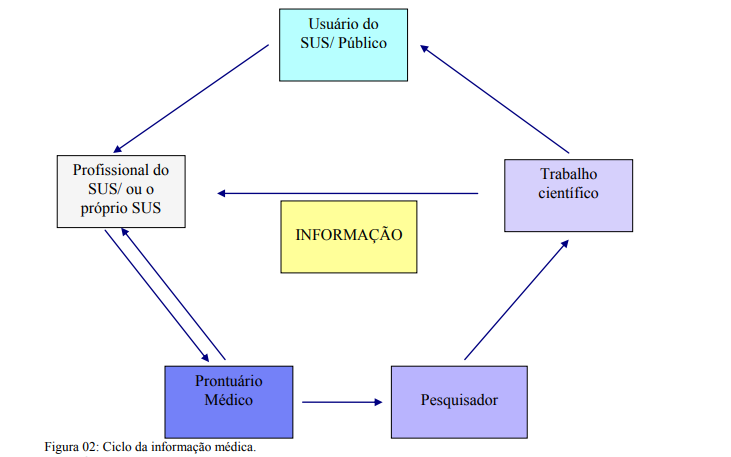 Usuário do
SUS/ Público
Profissional do
SUS/ ou o
próprio SUS
Trabalho
científico
INFORMAÇÃO
Prontuário
Médico
Pesquisador
Figura 02: Ciclo da informação médica.